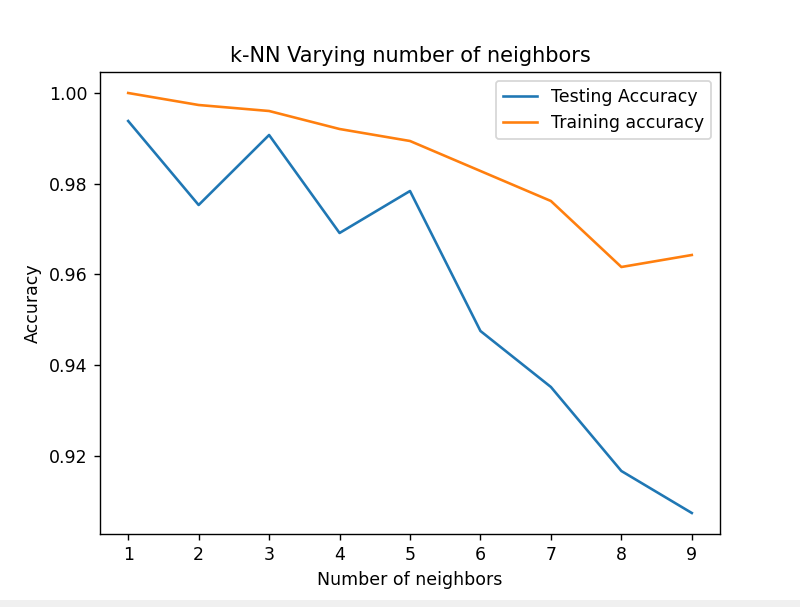 k-NN Varying number of neighbors
Testing Accuracy
Training accuracy
1.00
0.98
0.96
0.94
0.92
Accuracy
1 2 3 4 5 6 7 8 9
Number of neighbors